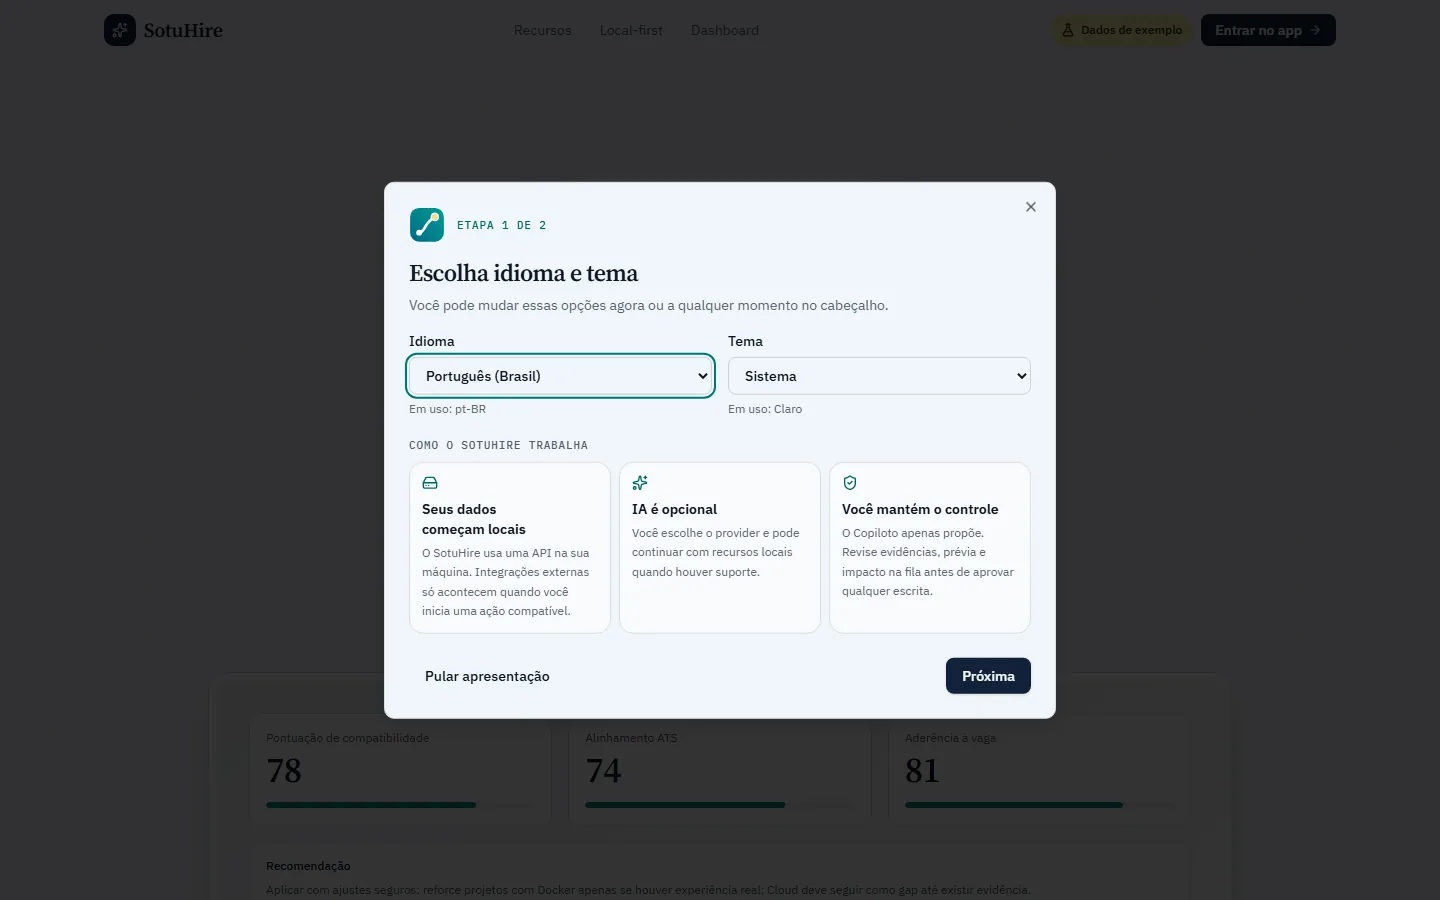 SotuHire
Recursos
Local-first
Dashboard
Dados de exemplo
Entrar no app →
ETAPA 1 DE 2
Escolha idioma e tema
Você pode mudar essas opções agora ou a qualquer momento no cabeçalho.
Idioma
Tema
Português (Brasil)
Sistema
Em uso: pt-BR
Em uso: Claro
COMO O SOTUHIRE TRABALHA
Seus dados
começam locais
O SotuHire usa uma API na sua
máquina. Integrações externas
só acontecem quando você
inicia uma ação compatível.
IA é opcional
Você escolhe o provider e pode
continuar com recursos locais
quando houver suporte.
Você mantém o controle
O Copiloto apenas propõe.
Revise evidências, prévia e
impacto na fila antes de aprovar
qualquer escrita.
Pular apresentação
Próxima
Pontuação de compatibilidade
78
Alinhamento ATS
74
Aderência a vaga
81
Recomendação
Aplicar com ajustes seguros: reforce projetos com Docker apenas se houver experiência real; Cloud deve seguir como gap até existir evidência.